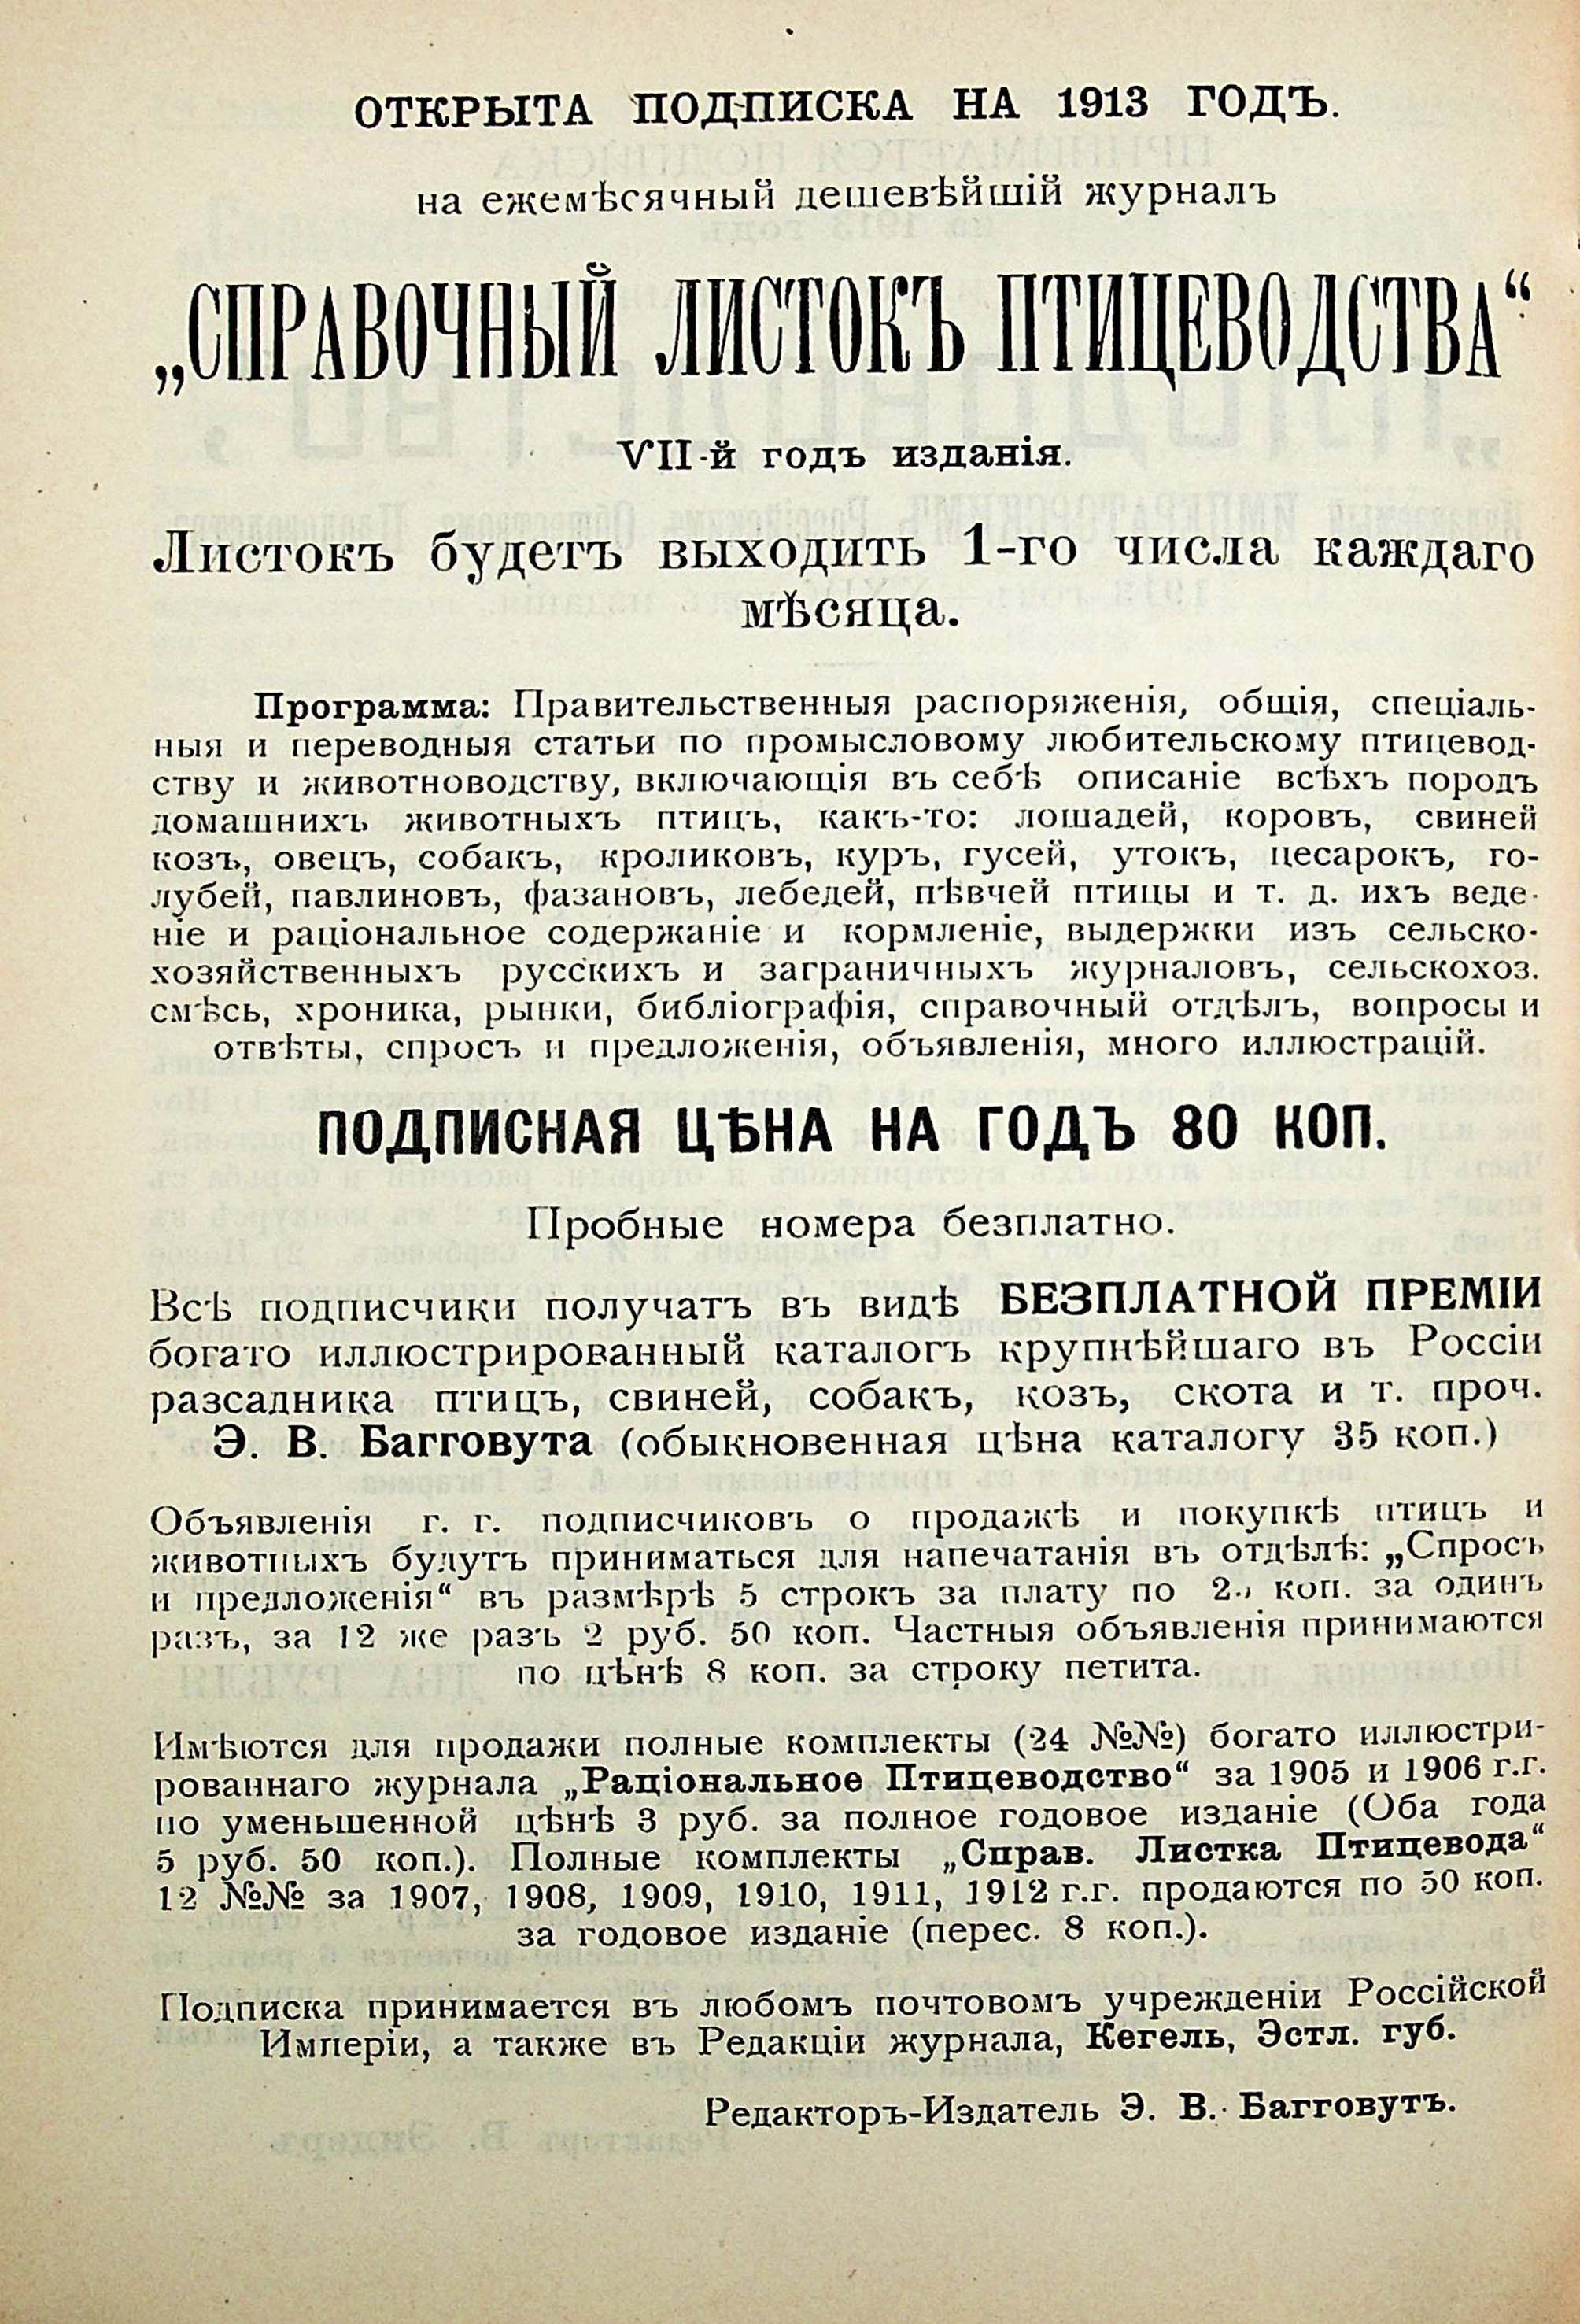 ОТКРЫТА ПОДПИСКА НА 1913 ГОДЪ.
на ежемѣсячный дешевѣйшій журналъ
„СПРАВОЧНЫЙ ЛИСТОКЪ ПТИЦЕВОДСТВА“
VII-й годъ изданія.
Листокъ будетъ выходить 1-го числа каждаго
мѣсяца.
Программа: Правительственныя распоряженія, общія, спеціаль-
ныя и переводныя статьи по промысловому любительскому птицевод-
ству и животноводству, включающія въ себѣ описаніе всѣхъ породъ
домашнихъ животныхъ птицъ, какъ-то: лошадей, коровъ, свиней
козъ, овецъ, собакъ, кроликовъ, куръ, гусей, утокъ, цесарокъ, го-
лубей, павлиновъ, фазановъ, лебедей, пѣвчей птицы и т. д. ихъ веде-
ніе и раціональное содержаніе и кормленіе, выдержки изъ сельско-
хозяйственныхъ русскихъ и заграничныхъ журналовъ, сельскохоз.
смѣсь, хроника, рынки, библіографія, справочный отдѣлъ, вопросы и
отвѣты, спросъ и предложенія, объявленія, много иллюстрацій.
ПОДПИСНАЯ ЦѢНА НА ГОДЪ 80 КОП.
Пробные номера безплатно.
Всѣ подписчики получатъ въ видѣ БЕЗПЛАТНОЙ ПРЕМІИ
богато иллюстрированный каталогъ крупнѣйшаго въ Россіи
разсадника птицъ, свиней, собакъ, козъ, скота и т. проч.
Э. В. Багговута (обыкновенная цѣна каталогу 35 коп.)
Объявленія г. г. подписчиковъ о продажѣ и покупкѣ птицъ и
животныхъ будутъ приниматься для напечатанія въ отдѣлѣ: „Спросъ
и предложенія“ въ размѣрѣ 5 строкъ за плату по коп. за одинъ
разъ, за 12 же разъ 2 руб. 50 коп. Частныя объявленія принимаются
по цѣнѣ 8 коп. за строку петита.
Имѣются для продажи полные комплекты (24 №№) богато иллюстри-
рованнаго журнала „Раціональное Птицеводство“ за 1905 и 1906 г.г.
по уменьшенной цѣнѣ 3 руб. за полное годовое изданіе (Оба года
5 руб. 50 коп.). Полные комплекты „Справ. Листка Птицевода“
12 №№ за 1907, 1908, 1909, 1910, 1911, 1912 г.г. продаются по 50 коп.
за годовое изданіе (перес. 8 коп.).
Подписка принимается въ любомъ почтовомъ учрежденіи Россійской
Имперіи, а также въ Редакціи журнала, Кегель, Эстл. губ.
Редакторъ-Издатель Э. В. Багговутъ.